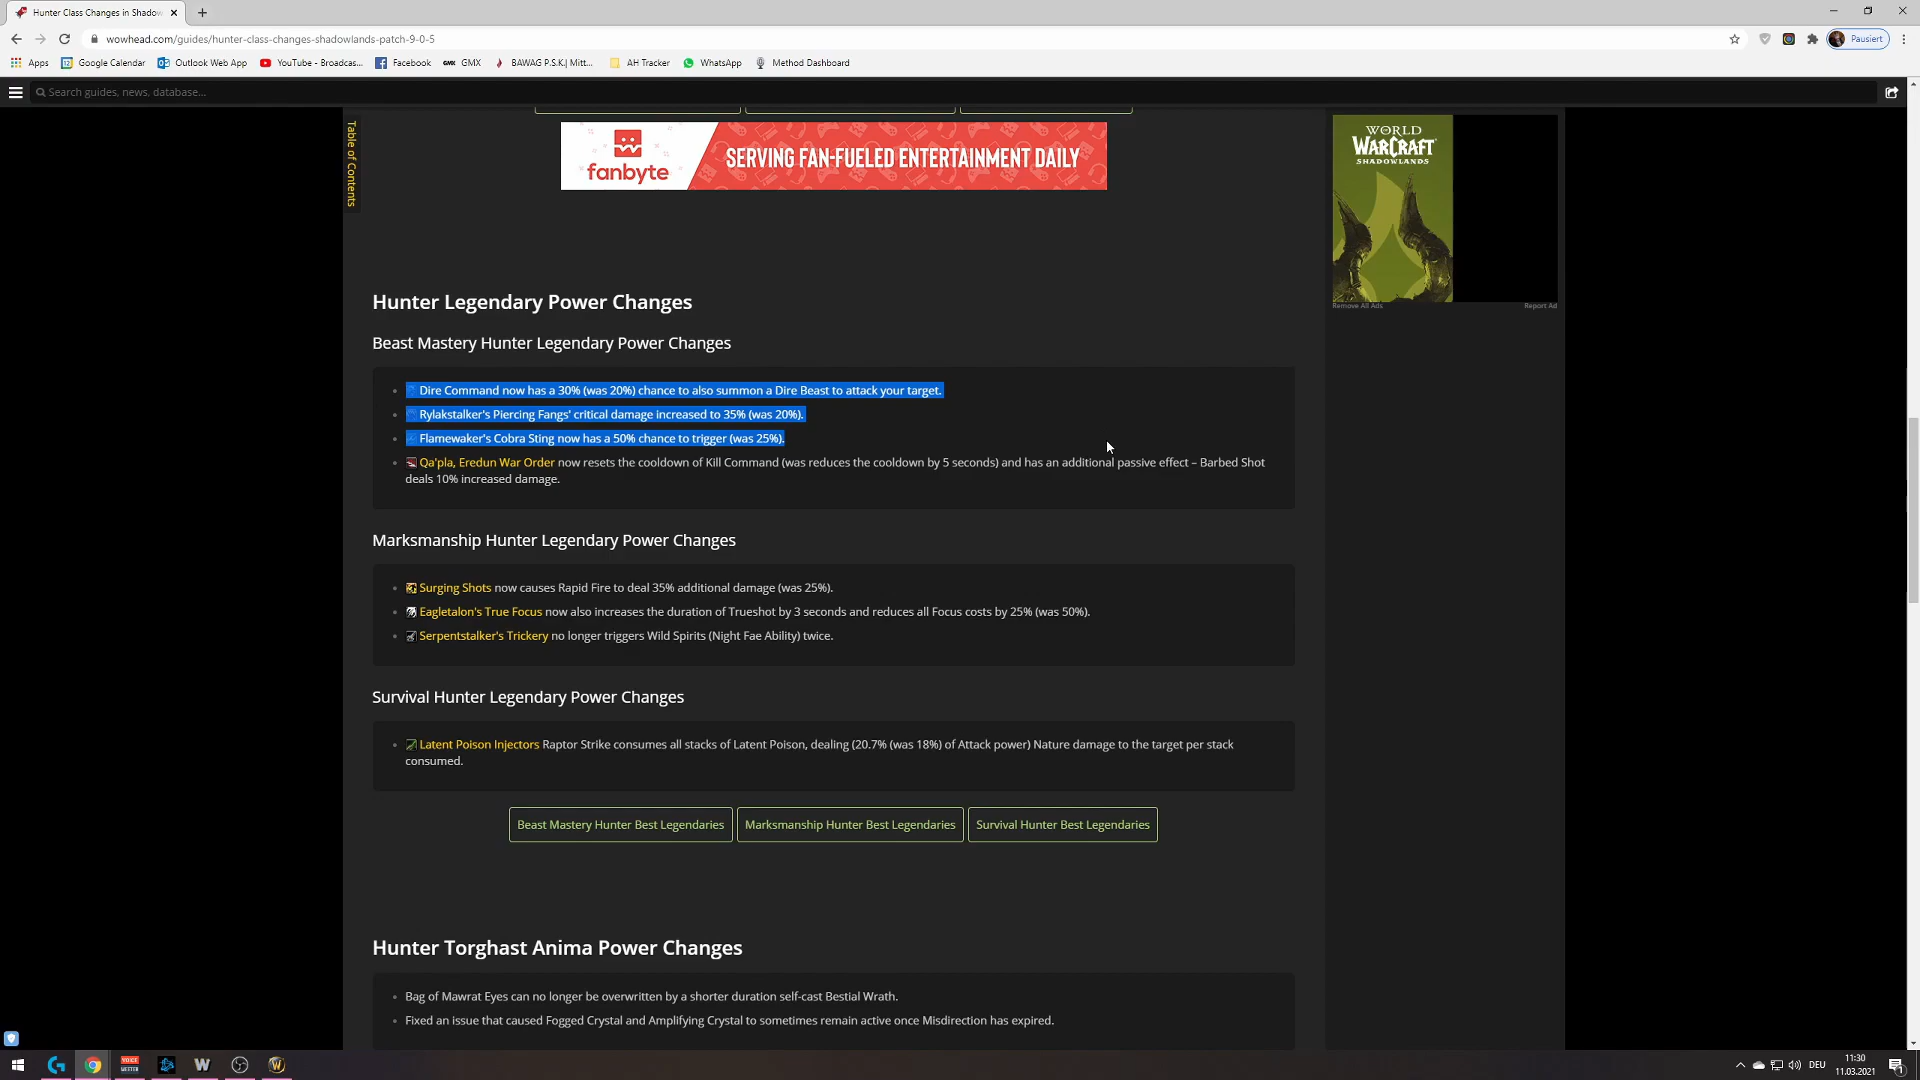 Hunter Class Changes in Shadow
wowhead.com/guides/hunter-class-changes-shadowlands-patch-9-0-5
Pausiert
Apps
Google Calendar
Outlook Web App
YouTube - Broadcas...
Facebook
GMX
BAWAG P.S.K.| Mitt...
AH Tracker
WhatsApp
Method Dashboard
Search guides, news, database...
Table of Contents
fanbyte
SERVING FAN-FUELED ENTERTAINMENT DAILY
WORLD
WARCRAFT
SHADOWLANDS
Remove All Ads
Report Ad
Hunter Legendary Power Changes
Beast Mastery Hunter Legendary Power Changes
Dire Command now has a 30% (was 20%) chance to also summon a Dire Beast to attack your target.
Rylakstalker's Piercing Fangs' critical damage increased to 35% (was 20%).
Flamewaker's Cobra Sting now has a 50% chance to trigger (was 25%).
Qa'pla, Eredun War Order now resets the cooldown of Kill Command (was reduces the cooldown by 5 seconds) and has an additional passive effect – Barbed Shot
deals 10% increased damage.
Marksmanship Hunter Legendary Power Changes
Surging Shots now causes Rapid Fire to deal 35% additional damage (was 25%).
Eagletalon's True Focus now also increases the duration of Trueshot by 3 seconds and reduces all Focus costs by 25% (was 50%).
Serpentstalker's Trickery no longer triggers Wild Spirits (Night Fae Ability) twice.
Survival Hunter Legendary Power Changes
Latent Poison Injectors Raptor Strike consumes all stacks of Latent Poison, dealing (20.7% (was 18%) of Attack power) Nature damage to the target per stack
consumed.
Beast Mastery Hunter Best Legendaries
Marksmanship Hunter Best Legendaries
Survival Hunter Best Legendaries
Hunter Torghast Anima Power Changes
Bag of Mawrat Eyes can no longer be overwritten by a shorter duration self-cast Bestial Wrath.
Fixed an issue that caused Fogged Crystal and Amplifying Crystal to sometimes remain active once Misdirection has expired.
DEU
11:30
11.03.2021